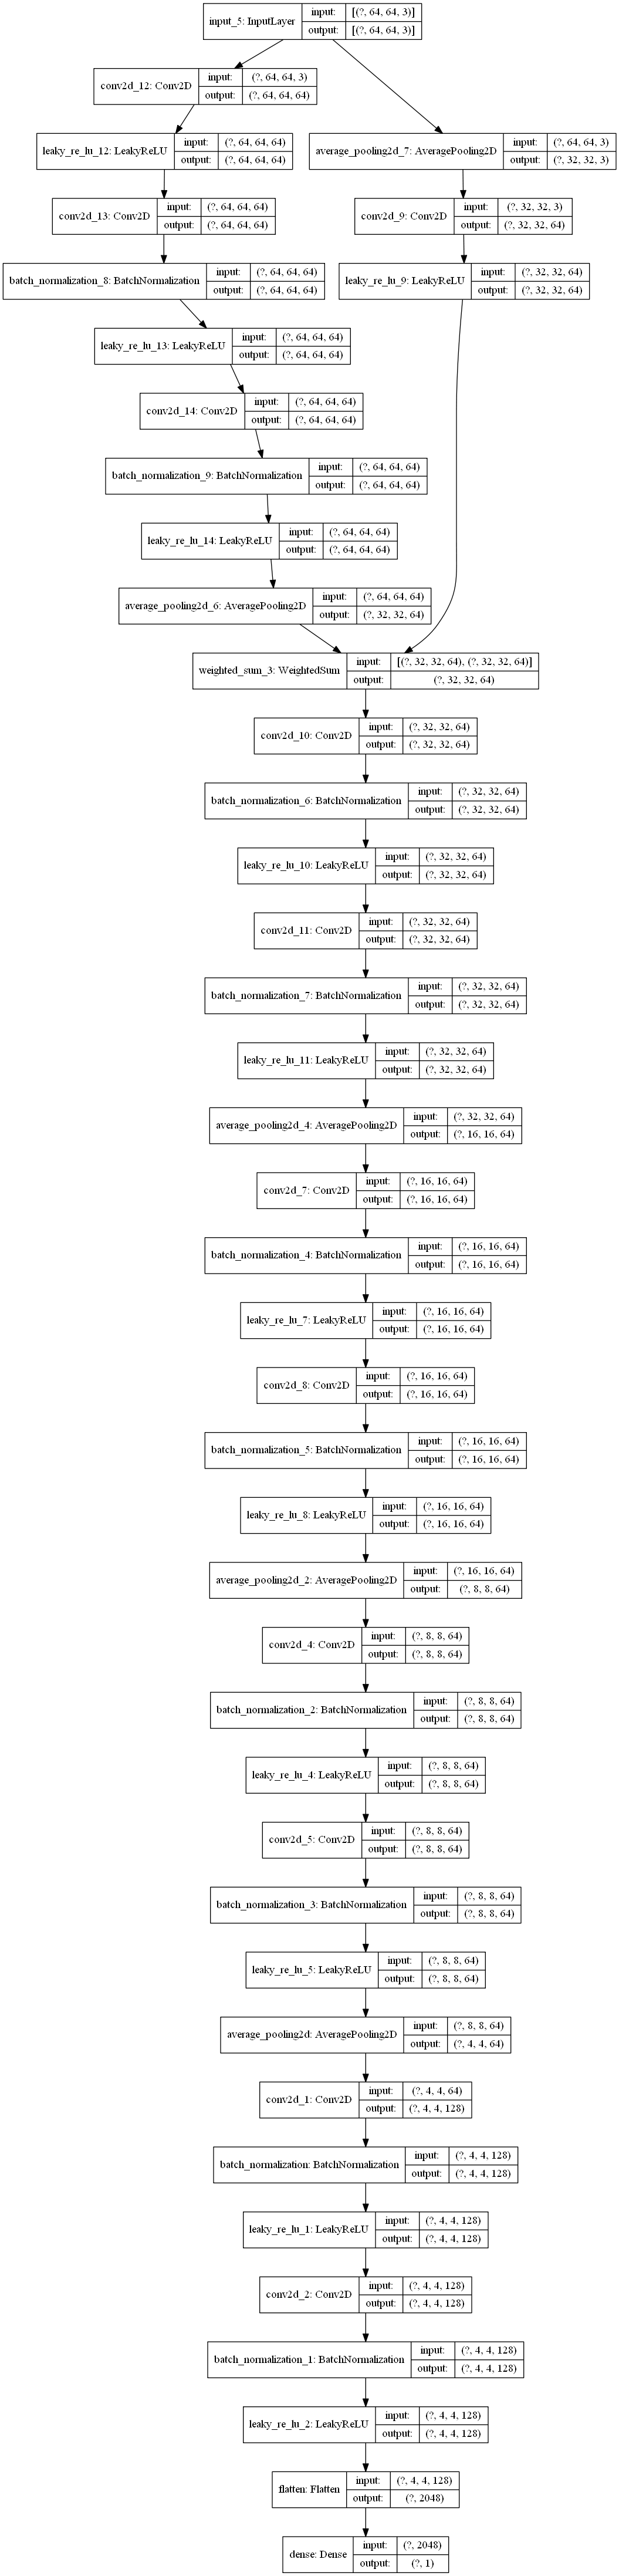 input_5: InputLayer
input: [(?, 64, 64, 3)]
output: [(?, 64, 64, 3)]
conv2d_12: Conv2D
input: (?, 64, 64, 3)
output: (?, 64, 64, 64)
leaky_re_lu_12: LeakyReLU
input: (?, 64, 64, 64)
output: (?, 64, 64, 64)
average_pooling2d_7: AveragePooling2D
input: (?, 64, 64, 3)
output: (?, 32, 32, 3)
conv2d_13: Conv2D
input: (?, 64, 64, 64)
output: (?, 64, 64, 64)
conv2d_9: Conv2D
input: (?, 32, 32, 3)
output: (?, 32, 32, 64)
batch_normalization_8: BatchNormalization
input: (?, 64, 64, 64)
output: (?, 64, 64, 64)
leaky_re_lu_9: LeakyReLU
input: (?, 32, 32, 64)
output: (?, 32, 32, 64)
leaky_re_lu_13: LeakyReLU
input: (?, 64, 64, 64)
output: (?, 64, 64, 64)
conv2d_14: Conv2D
input: (?, 64, 64, 64)
output: (?, 64, 64, 64)
batch_normalization_9: BatchNormalization
input: (?, 64, 64, 64)
output: (?, 64, 64, 64)
leaky_re_lu_14: LeakyReLU
input: (?, 64, 64, 64)
output: (?, 64, 64, 64)
average_pooling2d_6: AveragePooling2D
input: (?, 64, 64, 64)
output: (?, 32, 32, 64)
weighted_sum_3: WeightedSum
input: [(?, 32, 32, 64), (?, 32, 32, 64)]
output: (?, 32, 32, 64)
conv2d_10: Conv2D
input: (?, 32, 32, 64)
output: (?, 32, 32, 64)
batch_normalization_6: BatchNormalization
input: (?, 32, 32, 64)
output: (?, 32, 32, 64)
leaky_re_lu_10: LeakyReLU
input: (?, 32, 32, 64)
output: (?, 32, 32, 64)
conv2d_11: Conv2D
input: (?, 32, 32, 64)
output: (?, 32, 32, 64)
batch_normalization_7: BatchNormalization
input: (?, 32, 32, 64)
output: (?, 32, 32, 64)
leaky_re_lu_11: LeakyReLU
input: (?, 32, 32, 64)
output: (?, 32, 32, 64)
average_pooling2d_4: AveragePooling2D
input: (?, 32, 32, 64)
output: (?, 16, 16, 64)
conv2d_7: Conv2D
input: (?, 16, 16, 64)
output: (?, 16, 16, 64)
batch_normalization_4: BatchNormalization
input: (?, 16, 16, 64)
output: (?, 16, 16, 64)
leaky_re_lu_7: LeakyReLU
input: (?, 16, 16, 64)
output: (?, 16, 16, 64)
conv2d_8: Conv2D
input: (?, 16, 16, 64)
output: (?, 16, 16, 64)
batch_normalization_5: BatchNormalization
input: (?, 16, 16, 64)
output: (?, 16, 16, 64)
leaky_re_lu_8: LeakyReLU
input: (?, 16, 16, 64)
output: (?, 16, 16, 64)
average_pooling2d_2: AveragePooling2D
input: (?, 16, 16, 64)
output: (?, 8, 8, 64)
conv2d_4: Conv2D
input: (?, 8, 8, 64)
output: (?, 8, 8, 64)
batch_normalization_2: BatchNormalization
input: (?, 8, 8, 64)
output: (?, 8, 8, 64)
leaky_re_lu_4: LeakyReLU
input: (?, 8, 8, 64)
output: (?, 8, 8, 64)
conv2d_5: Conv2D
input: (?, 8, 8, 64)
output: (?, 8, 8, 64)
batch_normalization_3: BatchNormalization
input: (?, 8, 8, 64)
output: (?, 8, 8, 64)
leaky_re_lu_5: LeakyReLU
input: (?, 8, 8, 64)
output: (?, 8, 8, 64)
average_pooling2d: AveragePooling2D
input: (?, 8, 8, 64)
output: (?, 4, 4, 64)
conv2d_1: Conv2D
input: (?, 4, 4, 64)
output: (?, 4, 4, 128)
batch_normalization: BatchNormalization
input: (?, 4, 4, 128)
output: (?, 4, 4, 128)
leaky_re_lu_1: LeakyReLU
input: (?, 4, 4, 128)
output: (?, 4, 4, 128)
conv2d_2: Conv2D
input: (?, 4, 4, 128)
output: (?, 4, 4, 128)
batch_normalization_1: BatchNormalization
input: (?, 4, 4, 128)
output: (?, 4, 4, 128)
leaky_re_lu_2: LeakyReLU
input: (?, 4, 4, 128)
output: (?, 4, 4, 128)
flatten: Flatten
input: (?, 4, 4, 128)
output: (?, 2048)
dense: Dense
input: (?, 2048)
output: (?, 1)